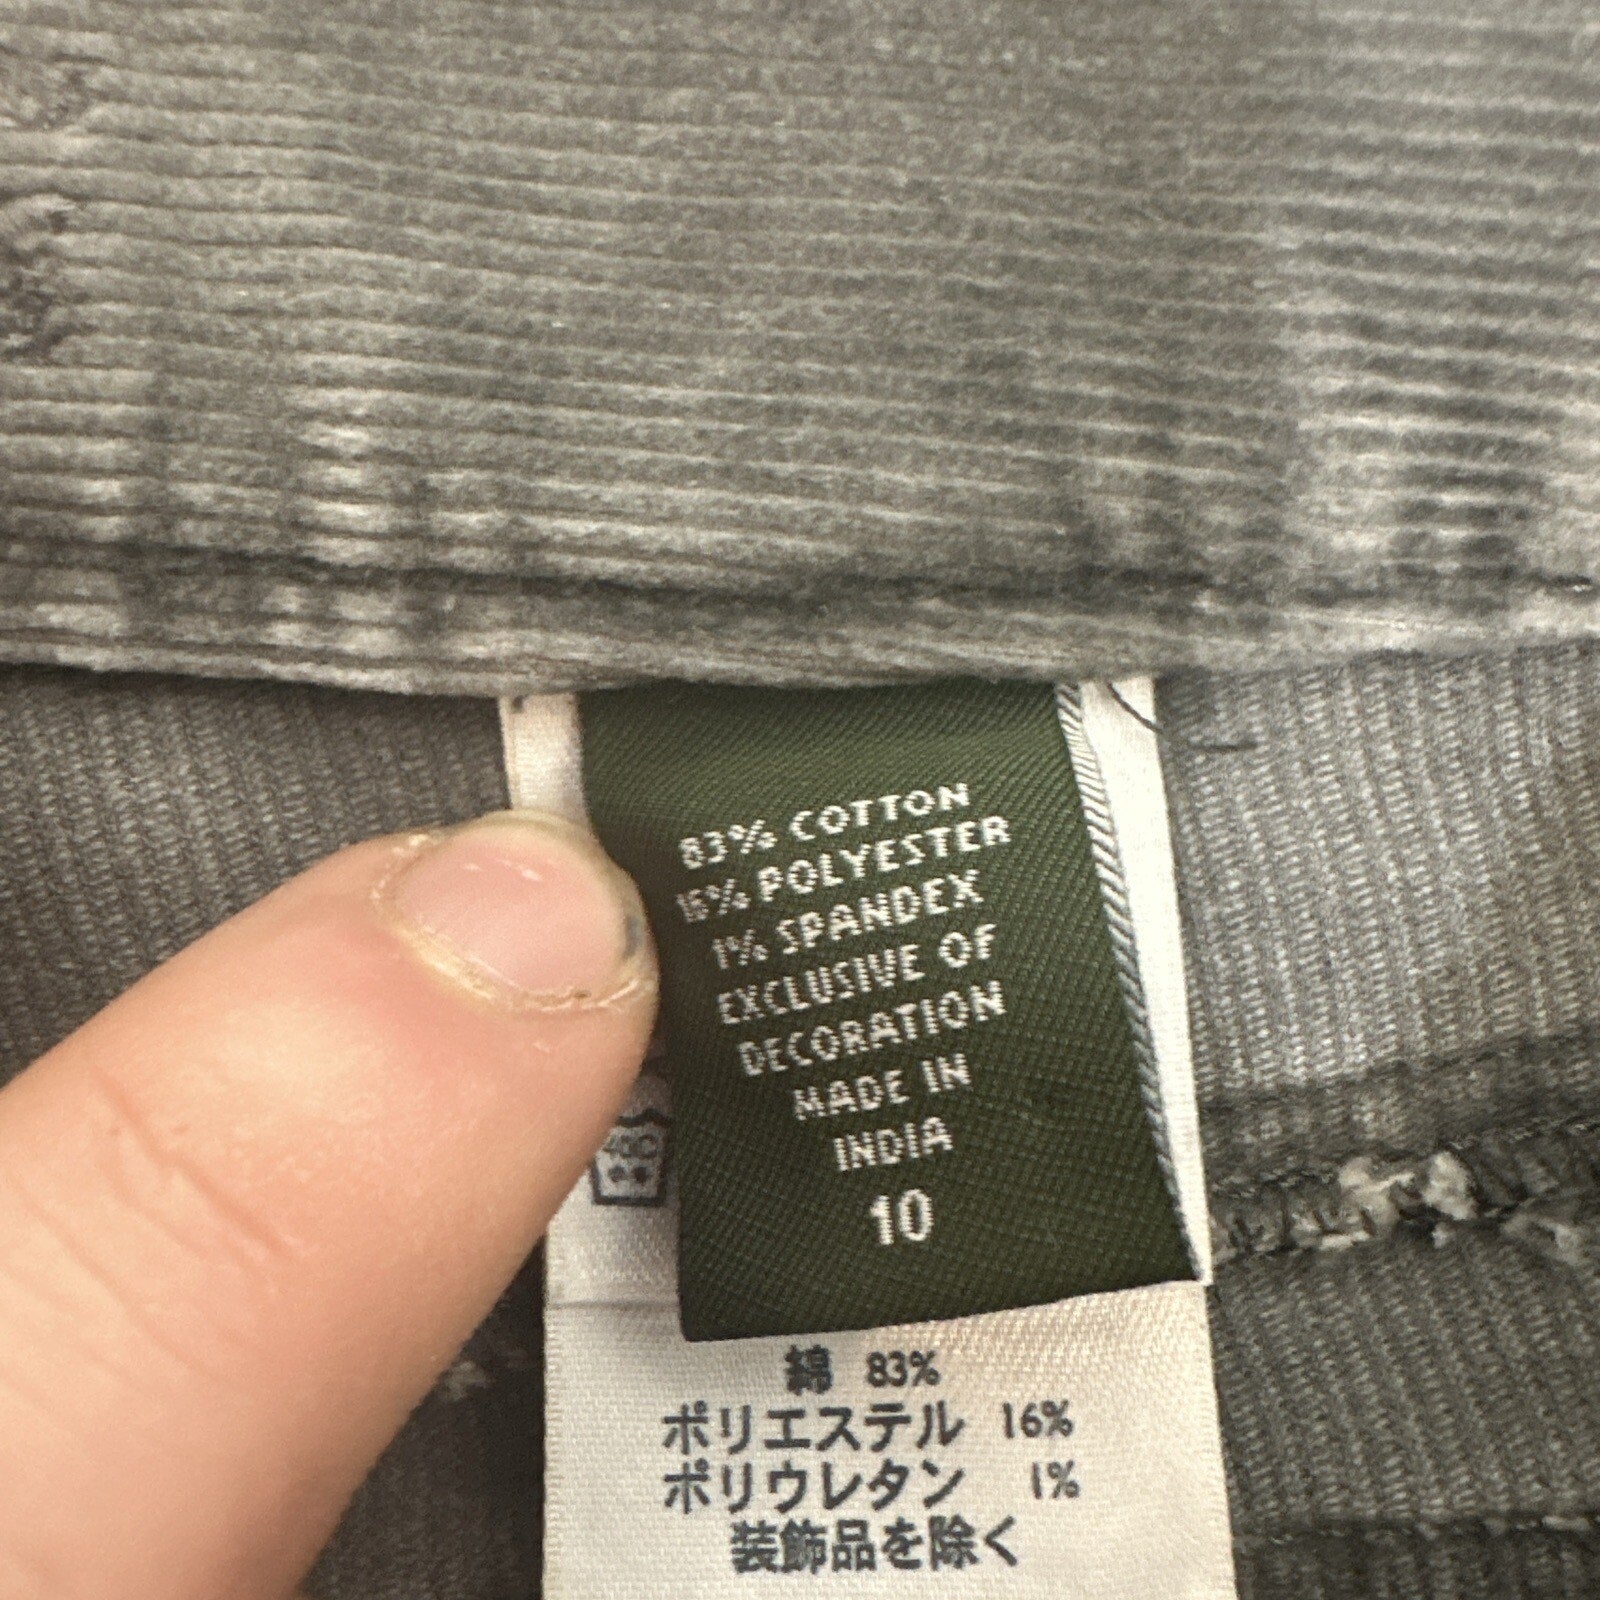 83% COTTON
16% POLYESTER
1% SPANDEX
EXCLUSIVE OF
DECORATION
MADE IN
INDIA
10
綿 83%
ポリエステル 16%
ポリウレタン 1%
装飾品を除く